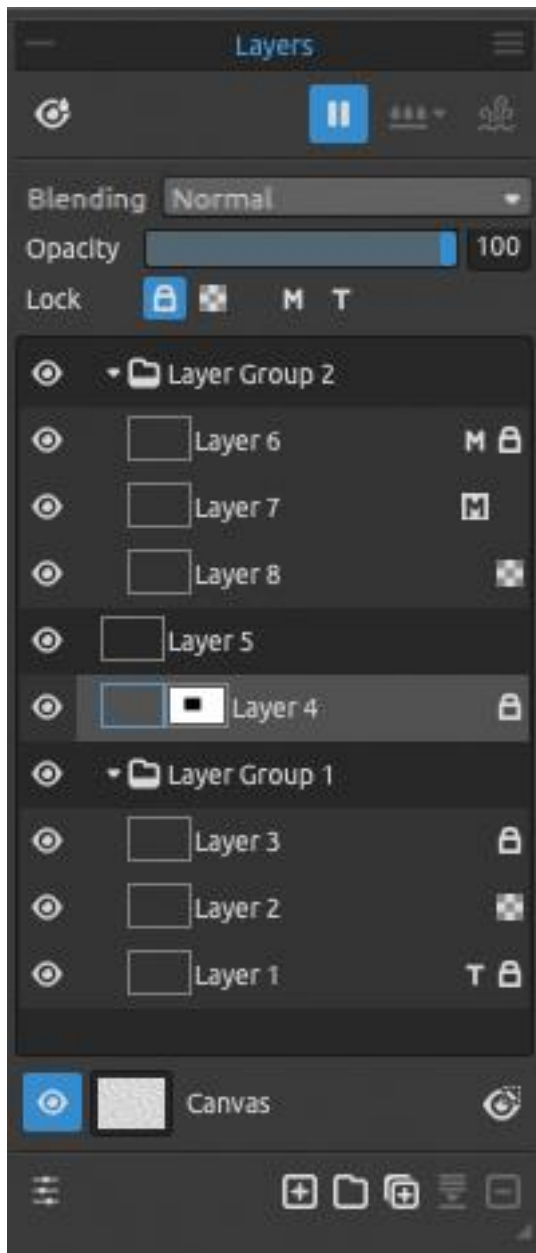 Layers
Blending Normal
Opacity 100
Lock M T
Layer Group 2
Layer 6 M
Layer 7 M
Layer 8
Layer 5
Layer 4
Layer Group 1
Layer 3
Layer 2
Layer 1 T
Canvas